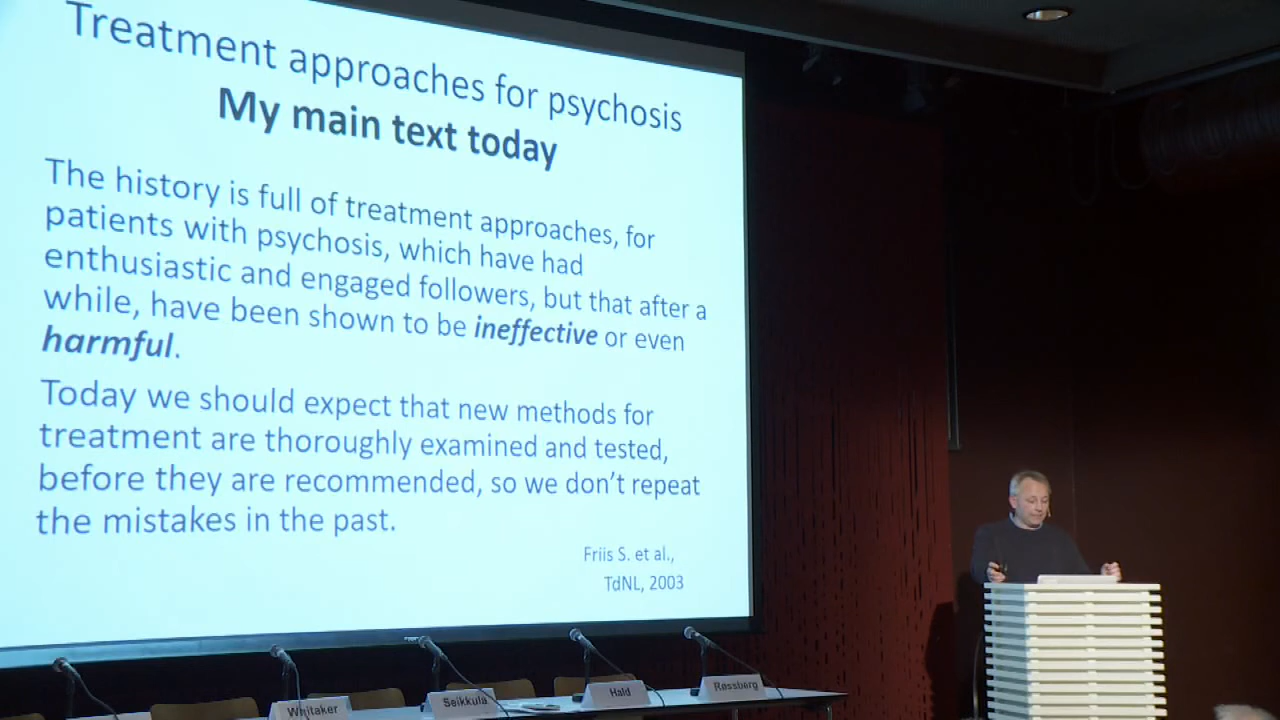 Treatment approaches for psychosis
My main text today
The history is full of treatment approaches, for
patients with psychosis, which have had
enthusiastic and engaged followers, but that after a
while, have been shown to be ineffective or even
harmful.
Today we should expect that new methods for
treatment are thoroughly examined and tested,
before they are recommended, so we don't repeat
the mistakes in the past.
Friis S. et al.,
TdNL, 2003
Whitaker
Seikkula
Hald
Røssberg